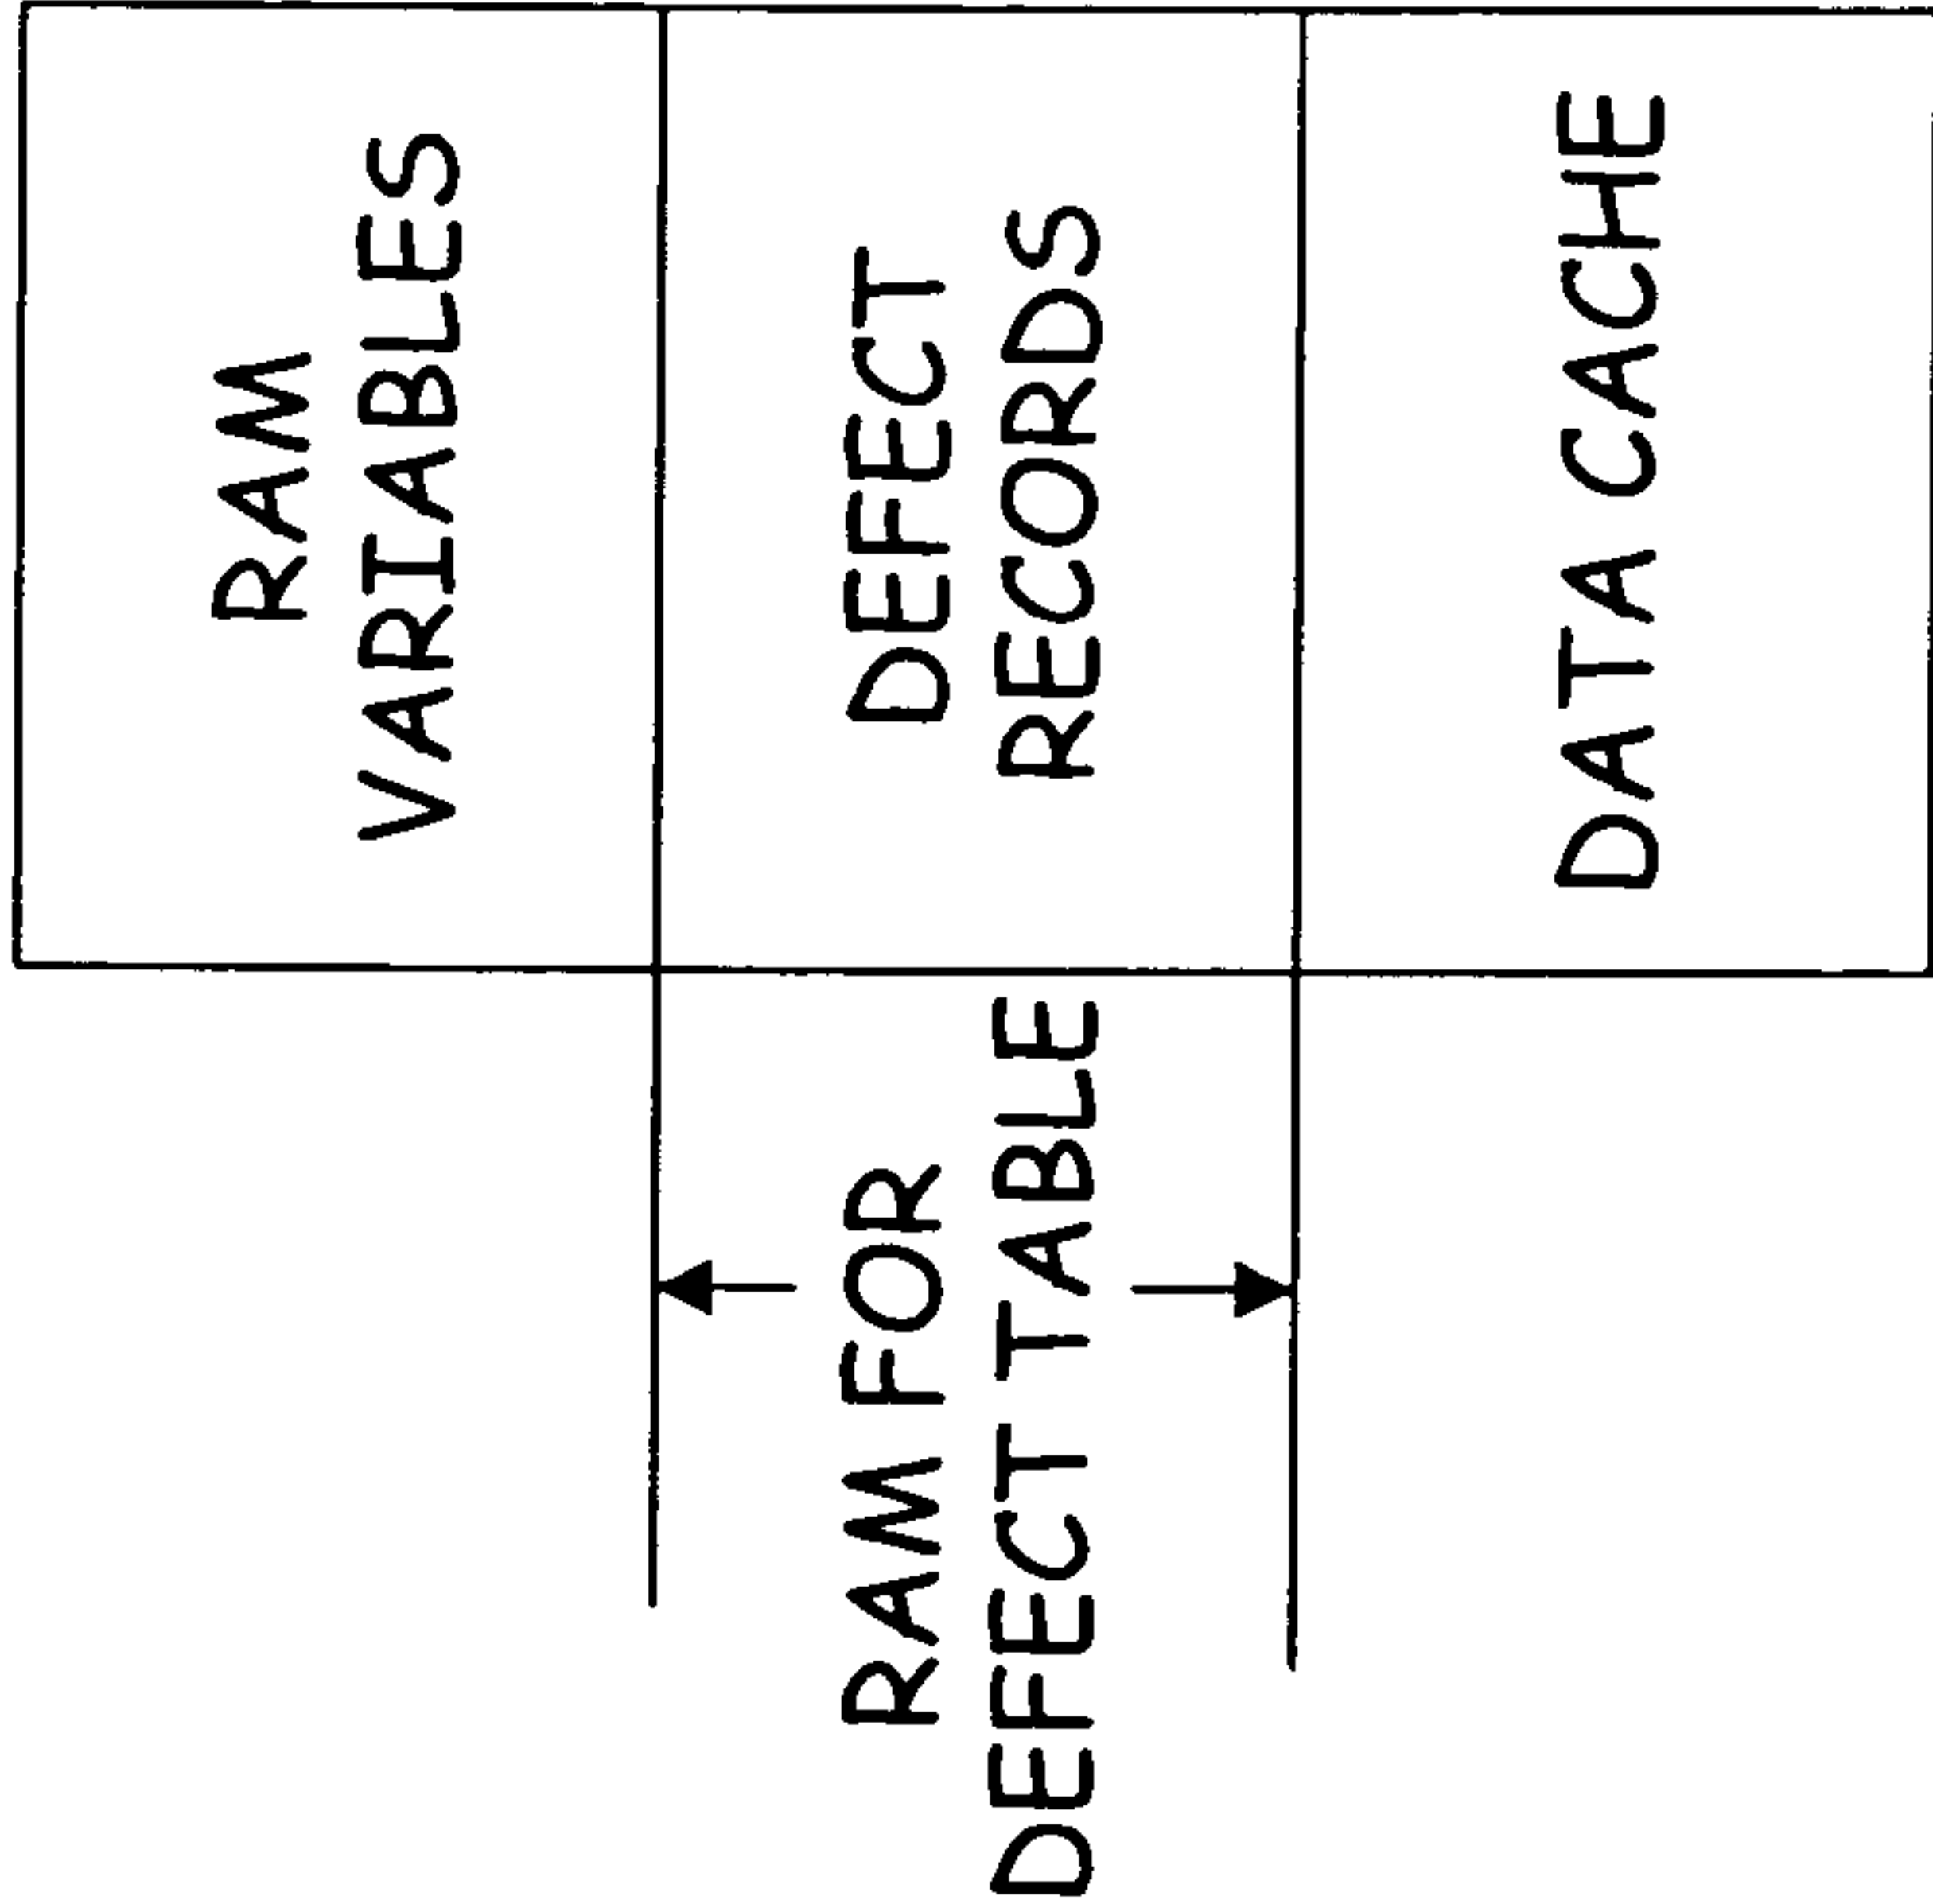 RAM
VARIABLES
RAM FOR
DEFECT TABLE
DEFECT
RECORDS
DATA CACHE